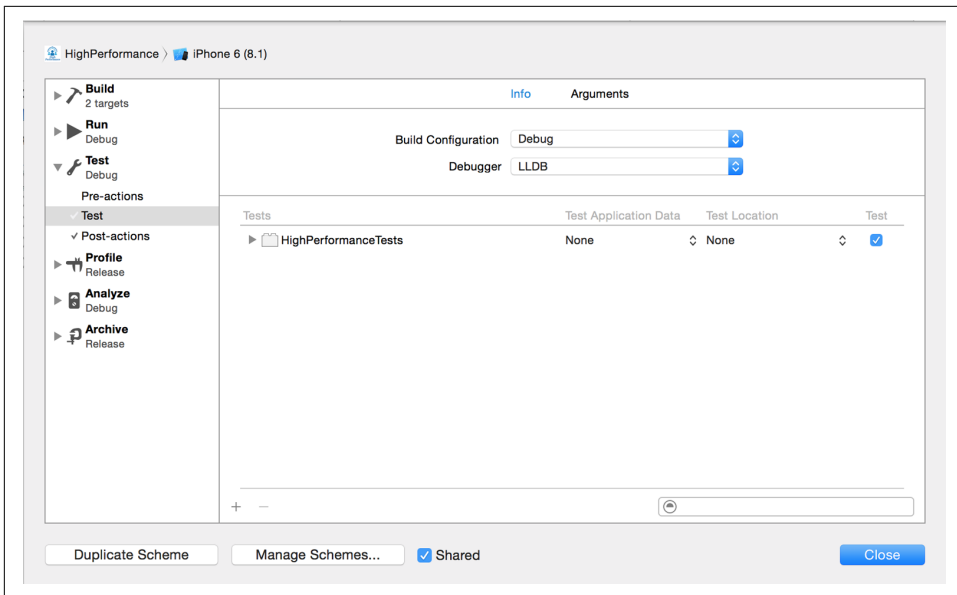 HighPerformance iPhone 6 (8.1)
Build
2 targets
Run
Debug
Test
Debug
Pre-actions
Test
Post-actions
Profile
Release
Analyze
Debug
Archive
Release
Info Arguments
Build Configuration Debug
Debugger LLDB
Tests Test Application Data Test Location Test
HighPerformanceTests None None
+ −
Duplicate Scheme Manage Schemes... Shared Close